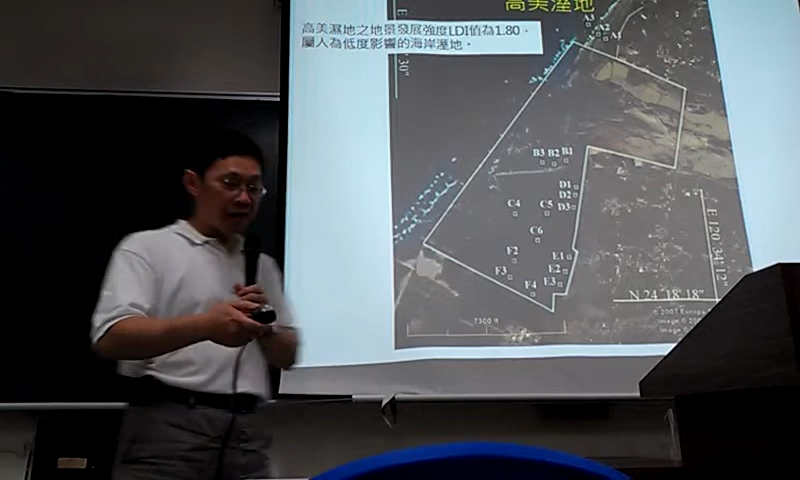 高美溼地
高美濕地之地景發展強度LDI值為1.80，
屬人為低度影響的海岸溼地。
A3
A2
A1
B3 B2 B1
D1
D2
D3
C4 C5
C6
F2
F3
F4
E1
E2
E3
E 120°34'12"
N 24°18'18"
7300 ft
© 2007 Europa
Image ©
Image ©